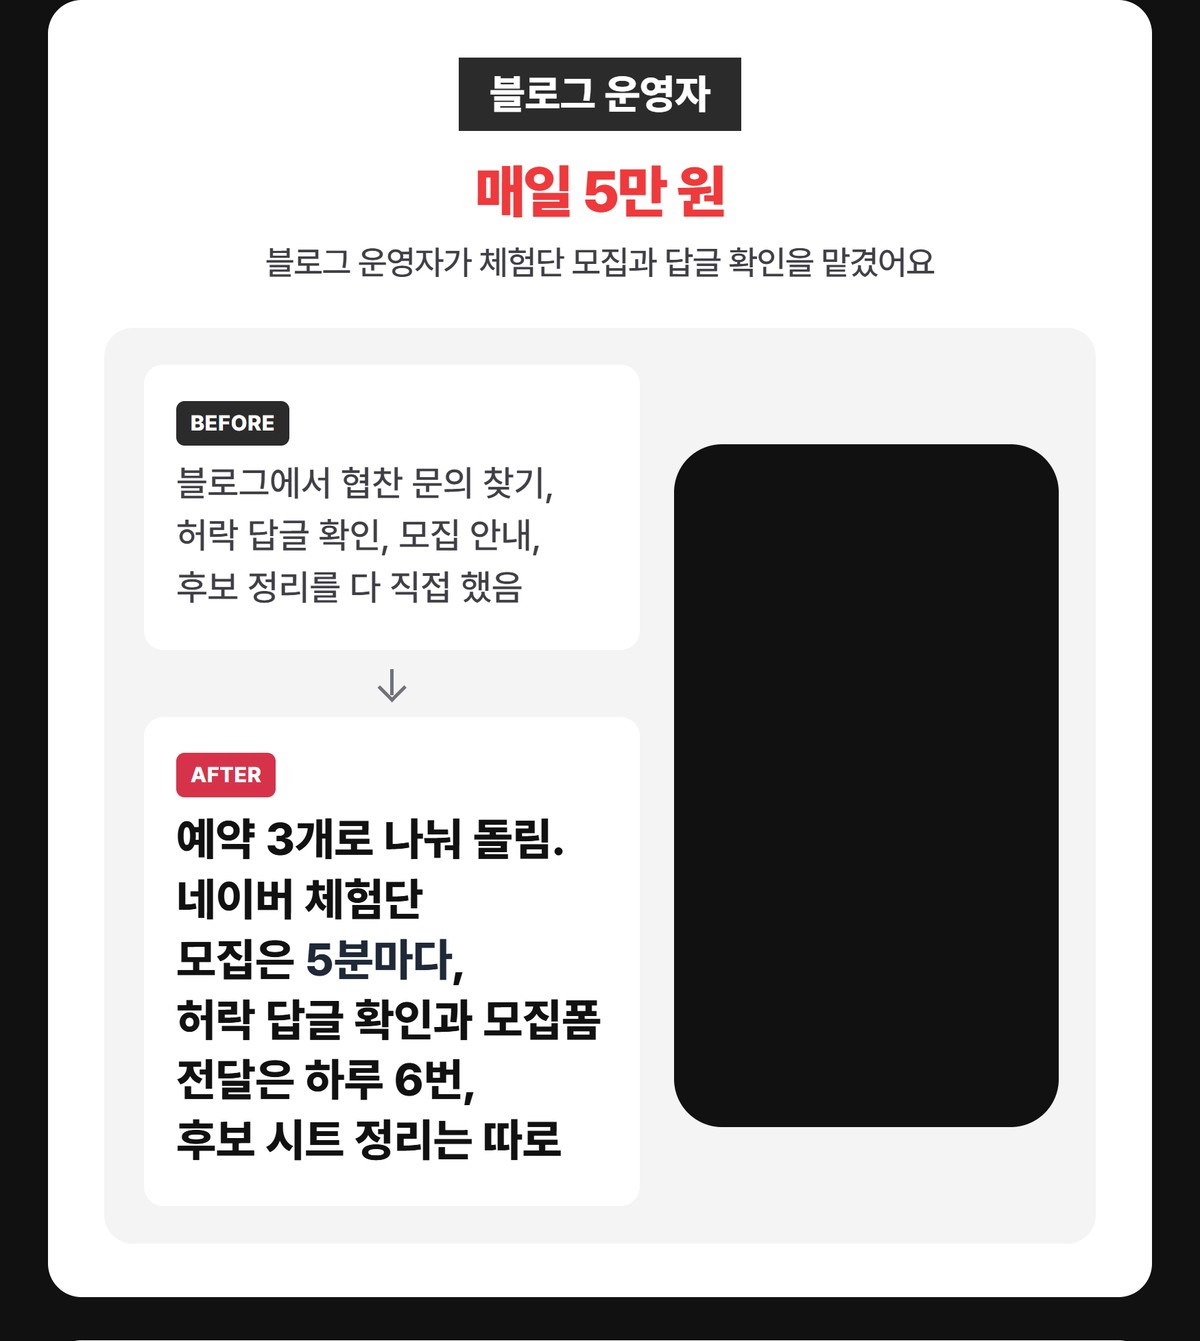 블로그 운영자
매일 5만 원
블로그 운영자가 체험단 모집과 답글 확인을 맡겼어요
BEFORE
블로그에서 협찬 문의 찾기,
허락 답글 확인, 모집 안내,
후보 정리를 다 직접 했음
↓
AFTER
예약 3개로 나눠 돌림.
네이버 체험단
모집은 5분마다,
허락 답글 확인과 모집폼
전달은 하루 6번,
후보 시트 정리는 따로